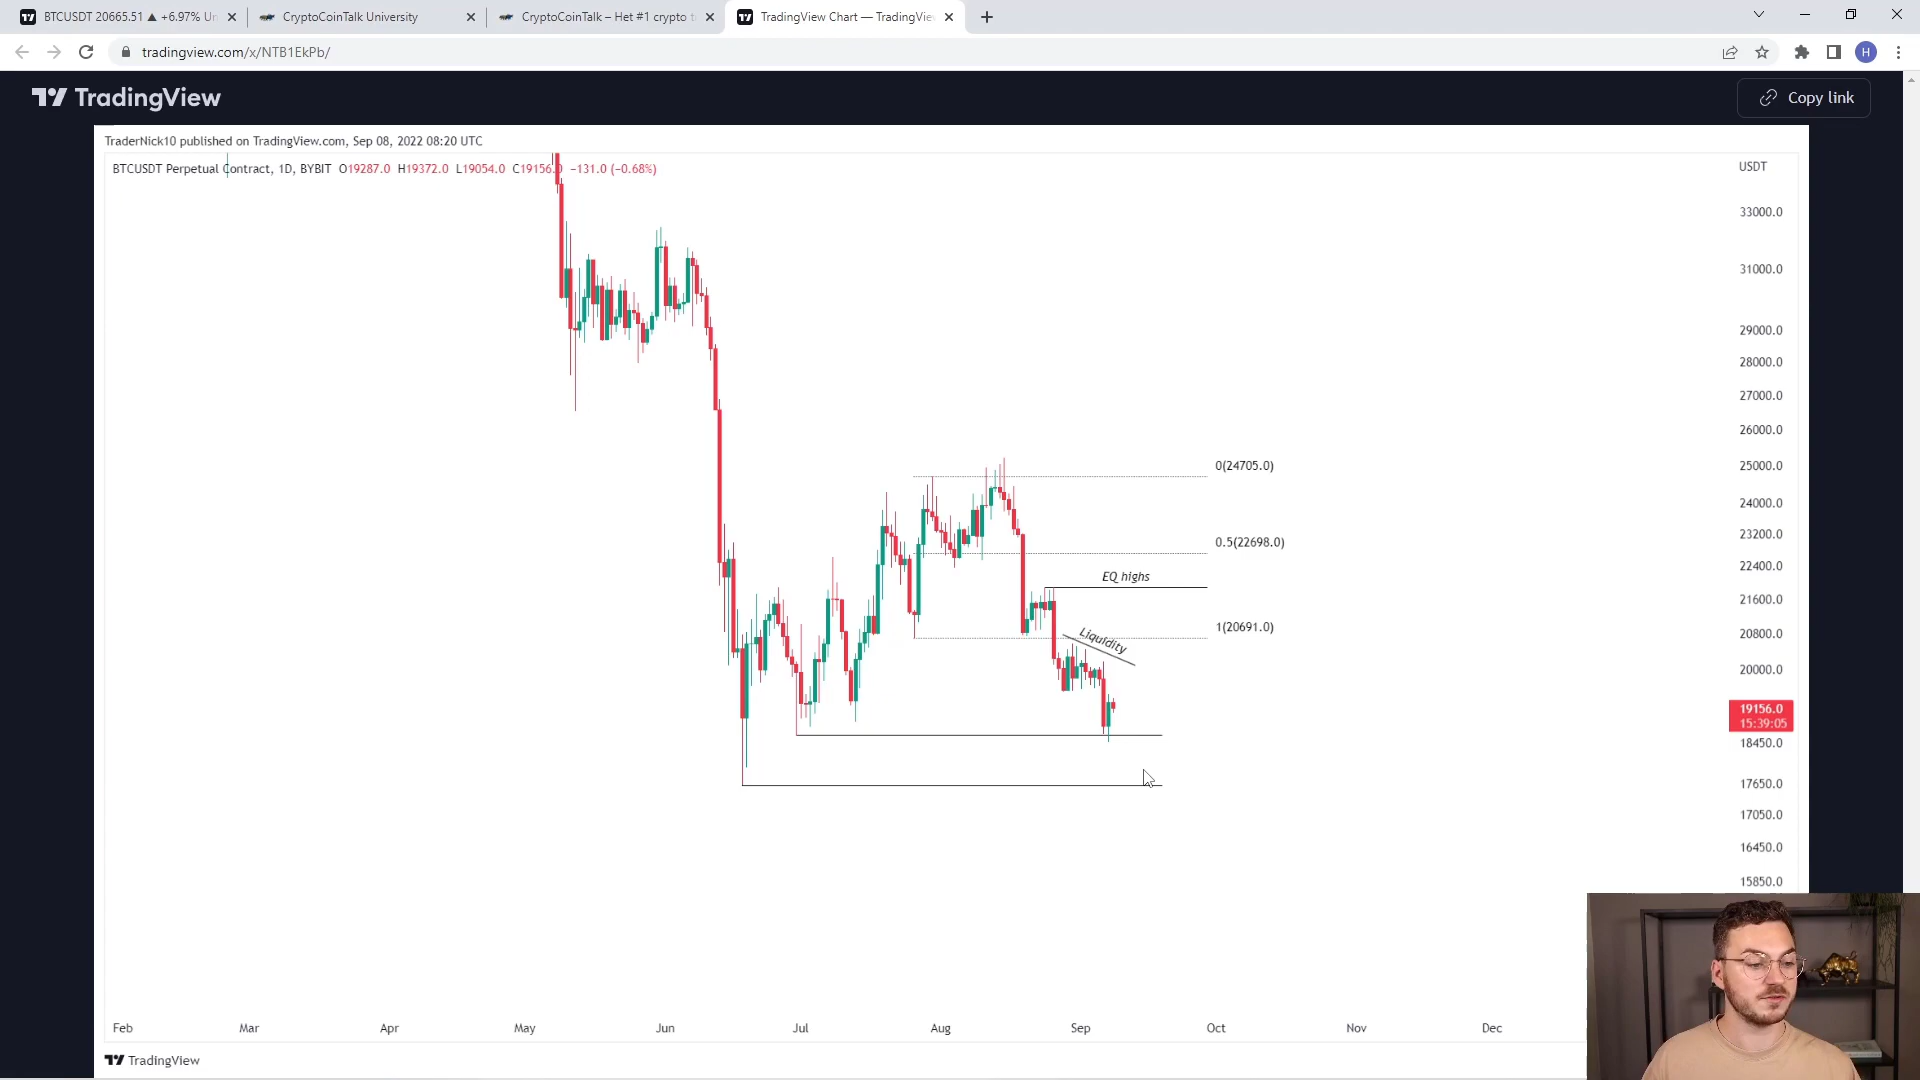 BTCUSDT 20665.51 ▲ +6.97% Un
CryptoCoinTalk University
CryptoCoinTalk – Het #1 crypto t
TradingView Chart — TradingVie
tradingview.com/x/NTB1EkPb/
H
TradingView
Copy link
TraderNick10 published on TradingView.com, Sep 08, 2022 08:20 UTC
BTCUSDT Perpetual Contract, 1D, BYBIT O19287.0 H19372.0 L19054.0 C19156.0 −131.0 (−0.68%)
USDT
33000.0
31000.0
29000.0
28000.0
27000.0
26000.0
0(24705.0)
25000.0
24000.0
23200.0
0.5(22698.0)
22400.0
EQ highs
21600.0
1(20691.0)
20800.0
Liquidity
20000.0
19156.0
15:39:05
18450.0
17650.0
17050.0
16450.0
15850.0
Feb Mar Apr May Jun Jul Aug Sep Oct Nov Dec
TradingView